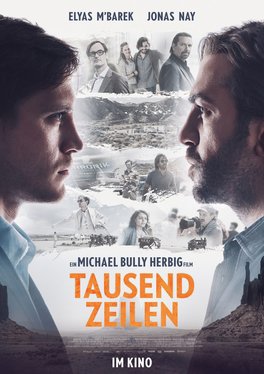 ELYAS M'BAREK JONAS NAY
EIN MICHAEL BULLY HERBIG FILM
TAUSEND
ZEILEN
IM KINO